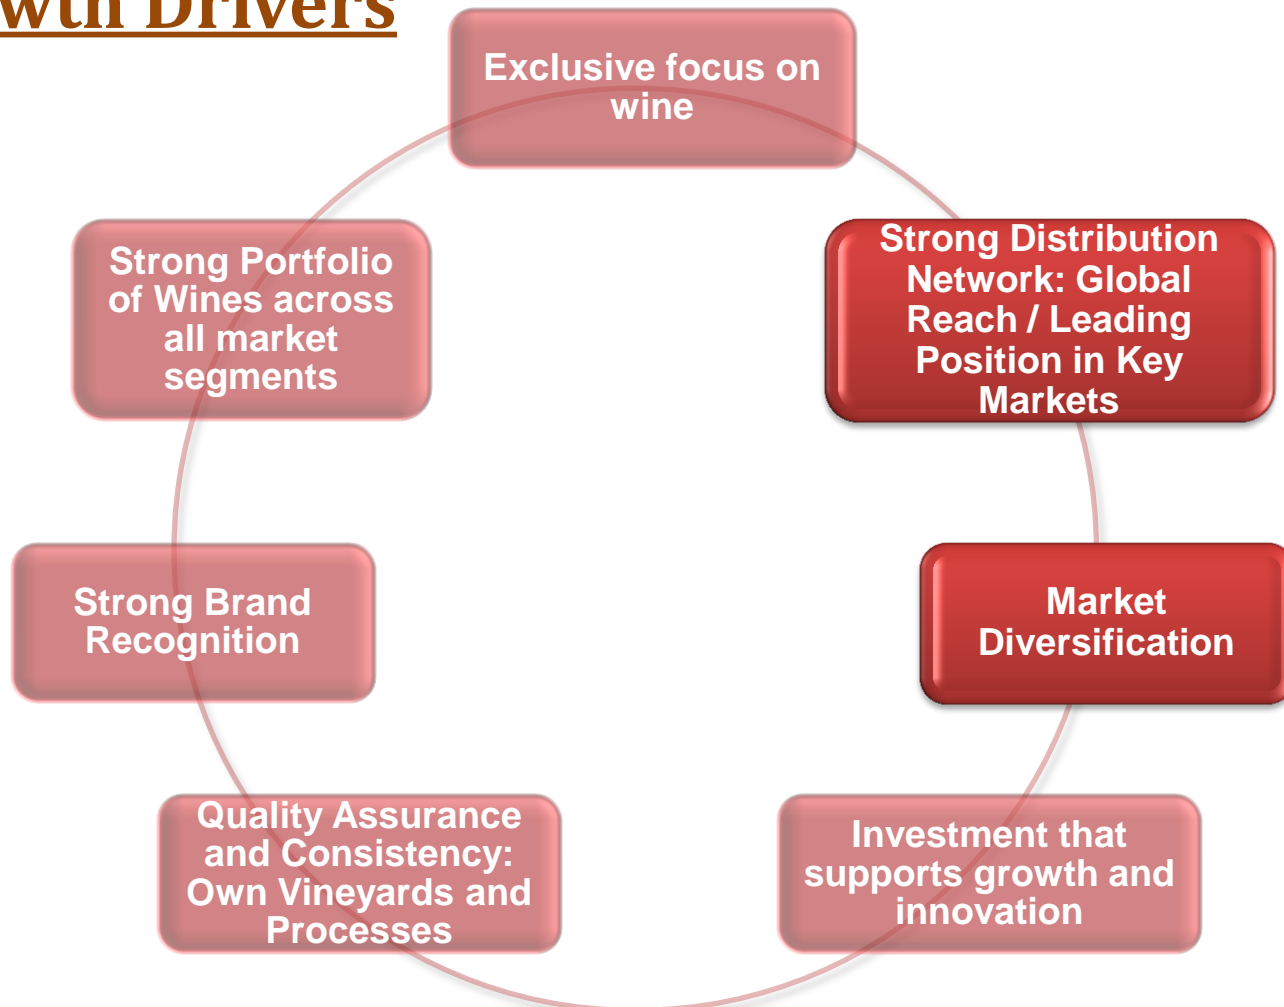 wth Drivers
Exclusive focus on
wine
Strong Distribution
Network: Global
Reach / Leading
Position in Key
Markets
Market
Diversification
Investment that
supports growth and
innovation
Quality Assurance
and Consistency:
Own Vineyards and
Processes
Strong Brand
Recognition
Strong Portfolio
of Wines across
all market
segments